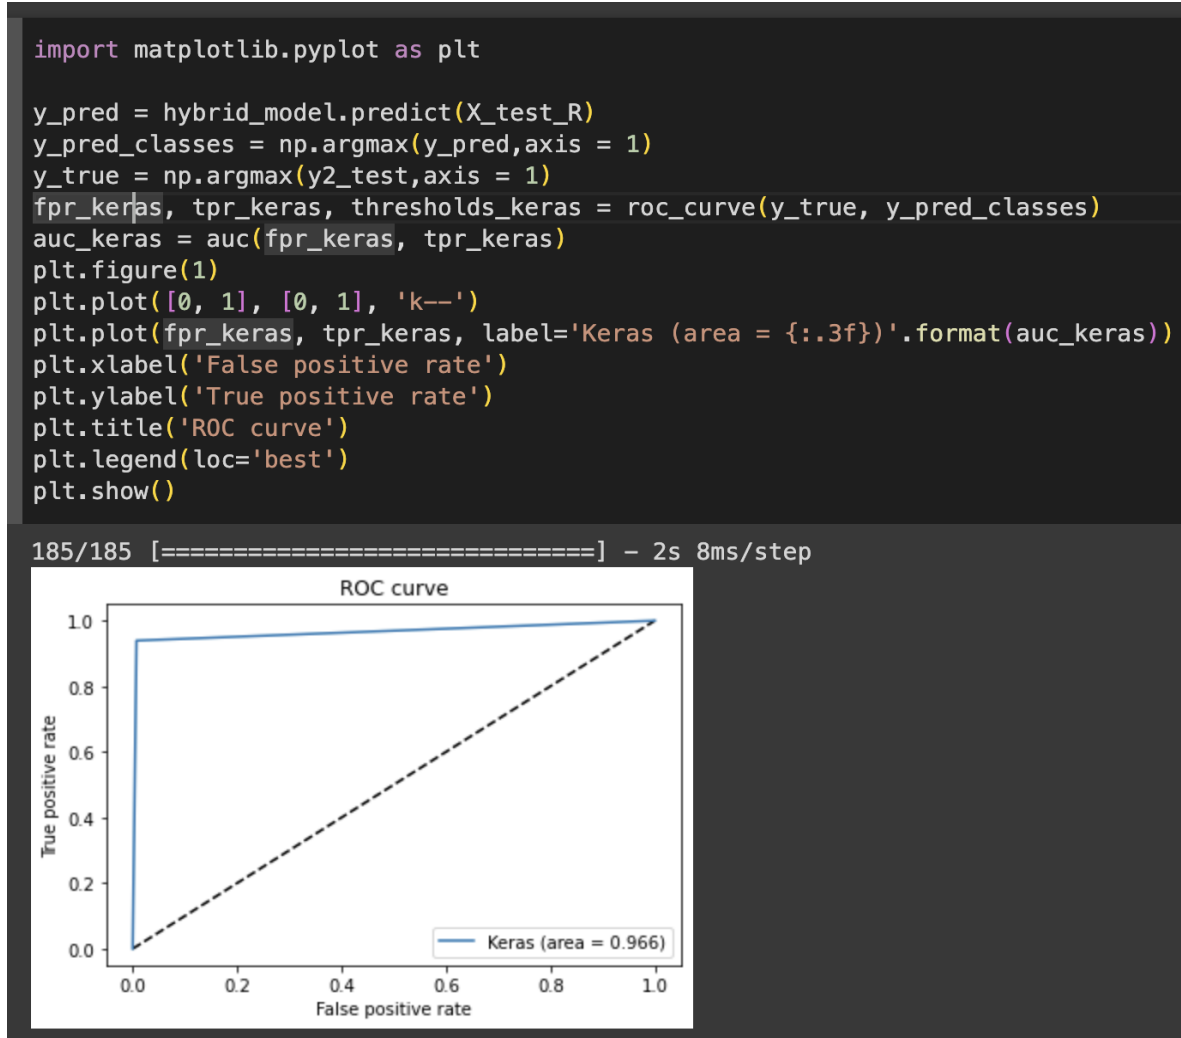 import matplotlib.pyplot as plt
y_pred = hybrid_model.predict(X_test_R)
y_pred_classes = np.argmax(y_pred,axis = 1)
y_true = np.argmax(y2_test,axis = 1)
fpr_keras, tpr_keras, thresholds_keras = roc_curve(y_true, y_pred_classes)
auc_keras = auc(fpr_keras, tpr_keras)
plt.figure(1)
plt.plot([0, 1], [0, 1], 'k--')
plt.plot(fpr_keras, tpr_keras, label='Keras (area = {:.3f})'.format(auc_keras))
plt.xlabel('False positive rate')
plt.ylabel('True positive rate')
plt.title('ROC curve')
plt.legend(loc='best')
plt.show()
185/185 [==============================] - 2s 8ms/step
ROC curve
True positive rate
1.0
0.8
0.6
0.4
0.2
0.0
Keras (area = 0.966)
0.0 0.2 0.4 0.6 0.8 1.0
False positive rate